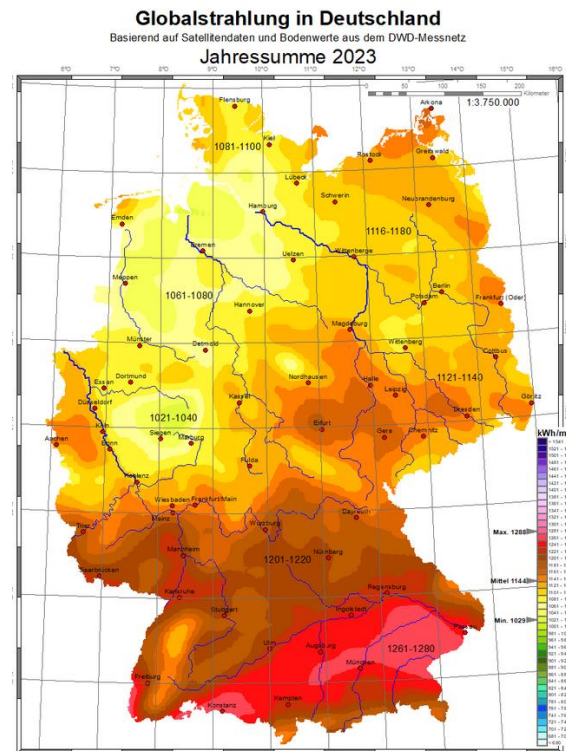 Globalstrahlung in Deutschland
Basierend auf Satellitendaten und Bodenwerte aus dem DWD-Messnetz
Jahressumme 2023
6°O 7°O 8°O 9°O 10°O 11°O 12°O 13°O 14°O 15°O 16°O
0 50 100 150 200
Kilometer
1:3.750.000
Flensburg
Arkona
Kiel
1081-1100
Rostock
Greifswald
Lübeck
Schwerin
Neubrandenburg
Hamburg
Emden
1116-1180
Bremen
Uelzen
Wittenberge
Meppen
Berlin
1061-1080
Potsdam
Frankfurt (Oder)
Hannover
Magdeburg
Münster
Detmold
Wittenberg
Cottbus
1121-1140
Dortmund
Essen
Nordhausen
Halle
Leipzig
Düsseldorf
Kassel
Görlitz
1021-1040
Dresden
Köln
Erfurt
Gera
Chemnitz
Aachen
Siegen
Marburg
Bonn
kWh/m
Fulda
Koblenz
Wiesbaden
Frankfurt/Main
Mainz
Bayreuth
Trier
Würzburg
Max. 1288
Mannheim
1201-1220
Nürnberg
Saarbrücken
Mittel 1144
Karlsruhe
Regensburg
Stuttgart
Ingolstadt
Min. 1029
Passau
Ulm
Augsburg
1261-1280
München
Freiburg
Konstanz
Kempten